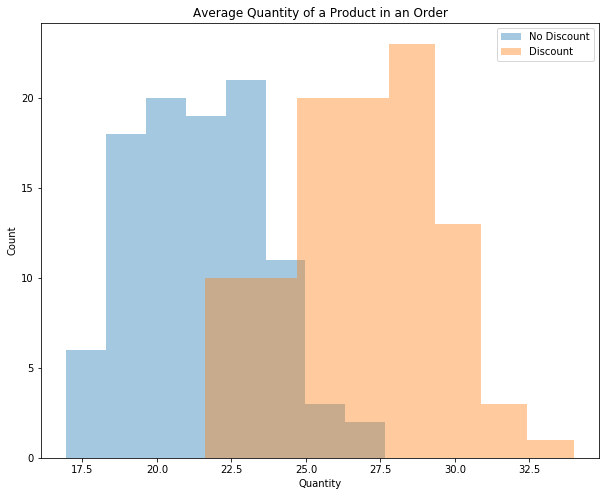 Average Quantity of a Product in an Order
No Discount
Discount
Count
20
15
10
5
0
17.5 20.0 22.5 25.0 27.5 30.0 32.5
Quantity